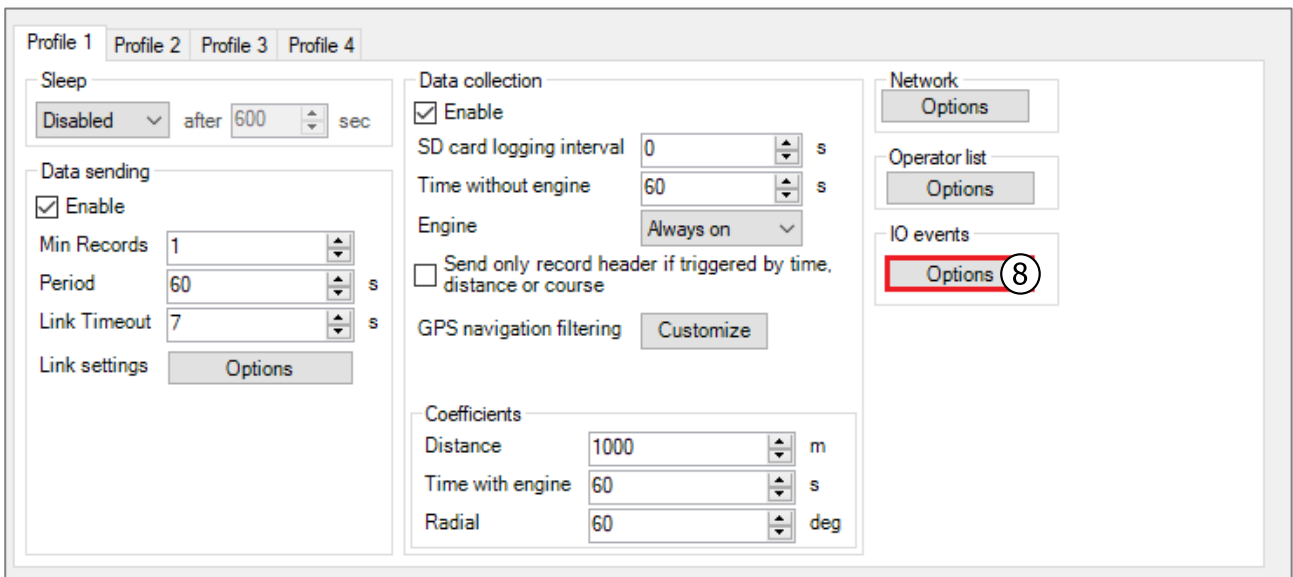 Profile 1 Profile 2 Profile 3 Profile 4
Sleep
Disabled after 600 sec
Data sending
Enable
Min Records 1
Period 60 s
Link Timeout 7 s
Link settings Options
Data collection
Enable
SD card logging interval 0 s
Time without engine 60 s
Engine Always on
Send only record header if triggered by time,
distance or course
GPS navigation filtering Customize
Coefficients
Distance 1000 m
Time with engine 60 s
Radial 60 deg
Network
Options
Operator list
Options
IO events
Options 8